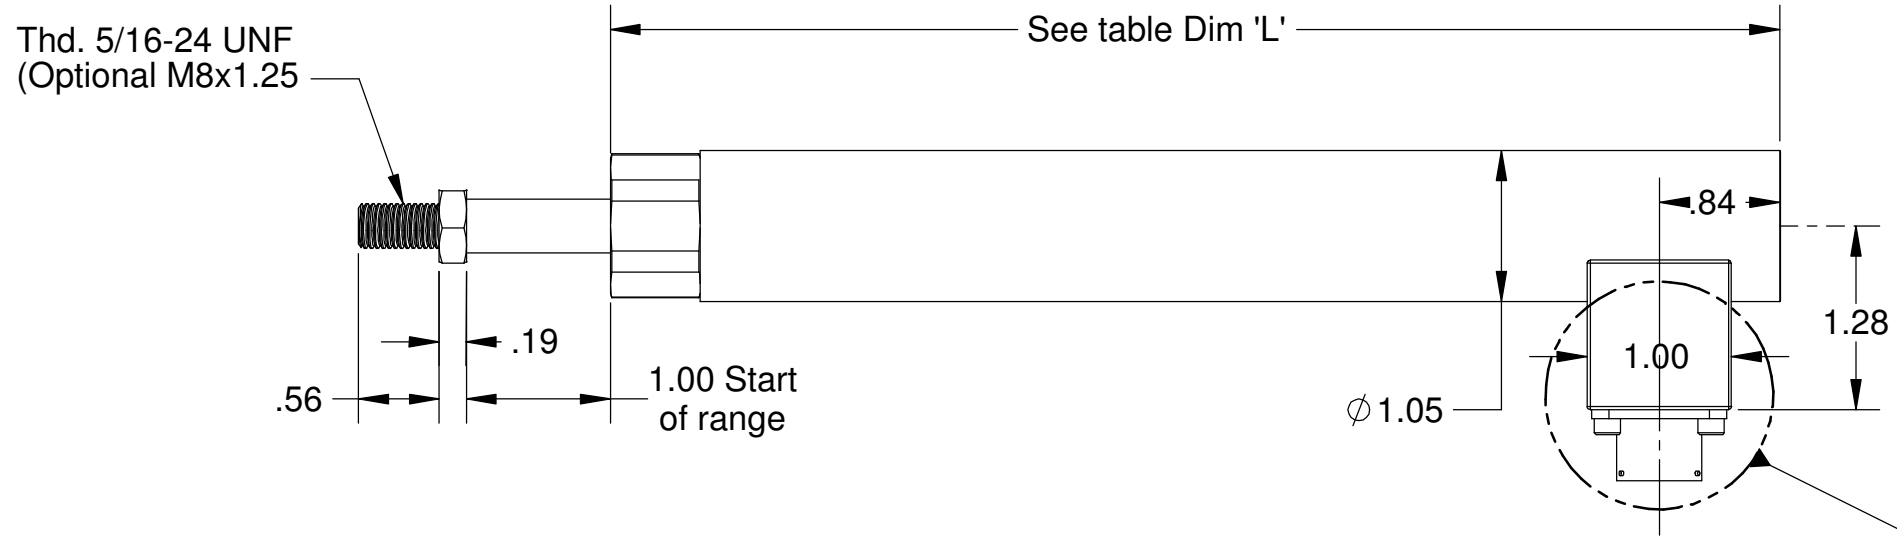 See table Dim 'L'
Thd. 5/16-24 UNF
(Optional M8x1.25
.84
1.28
.19
1.00
1.00 Start
of range
.56
∅ 1.05